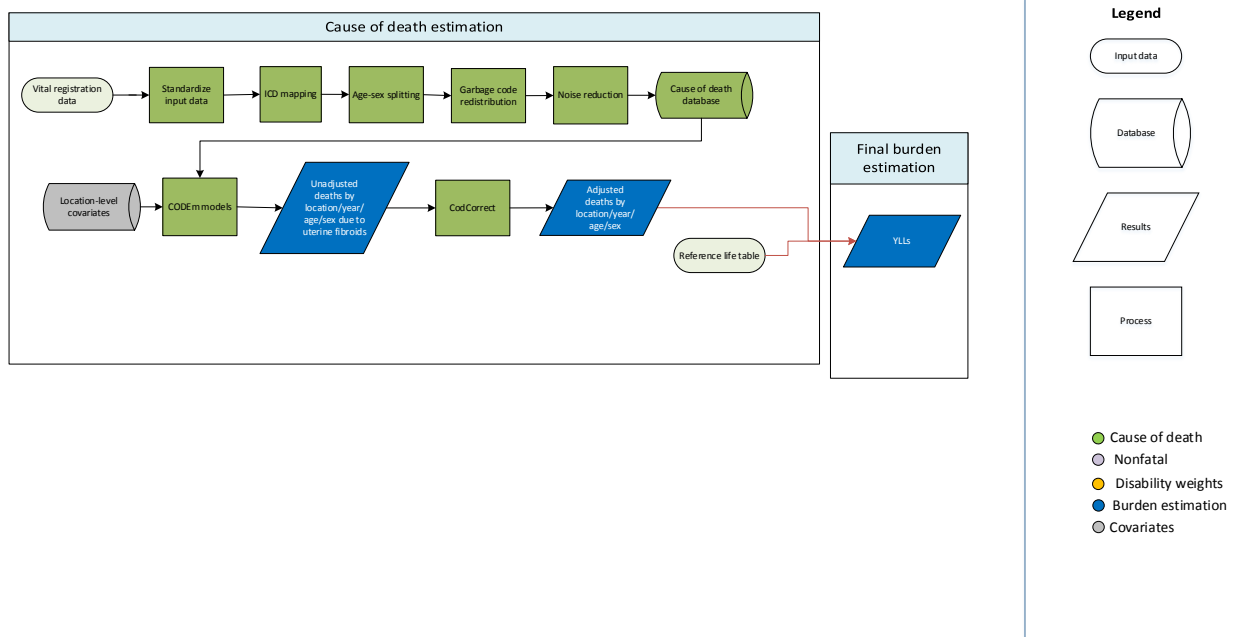 Cause of death estimation
Vital registration
data
Standardize
input data
ICD mapping
Age-sex splitting
Garbage code
redistribution
Noise reduction
Cause of death
database
Location-level
covariates
CODEm models
Unadjusted
deaths by
location/year/
age/sex due to
uterine fibroids
CodCorrect
Adjusted
deaths by
location/year/
age/sex
Reference life table
Final burden
estimation
YLLs
Legend
Input data
Database
Results
Process
Cause of death
Nonfatal
Disability weights
Burden estimation
Covariates